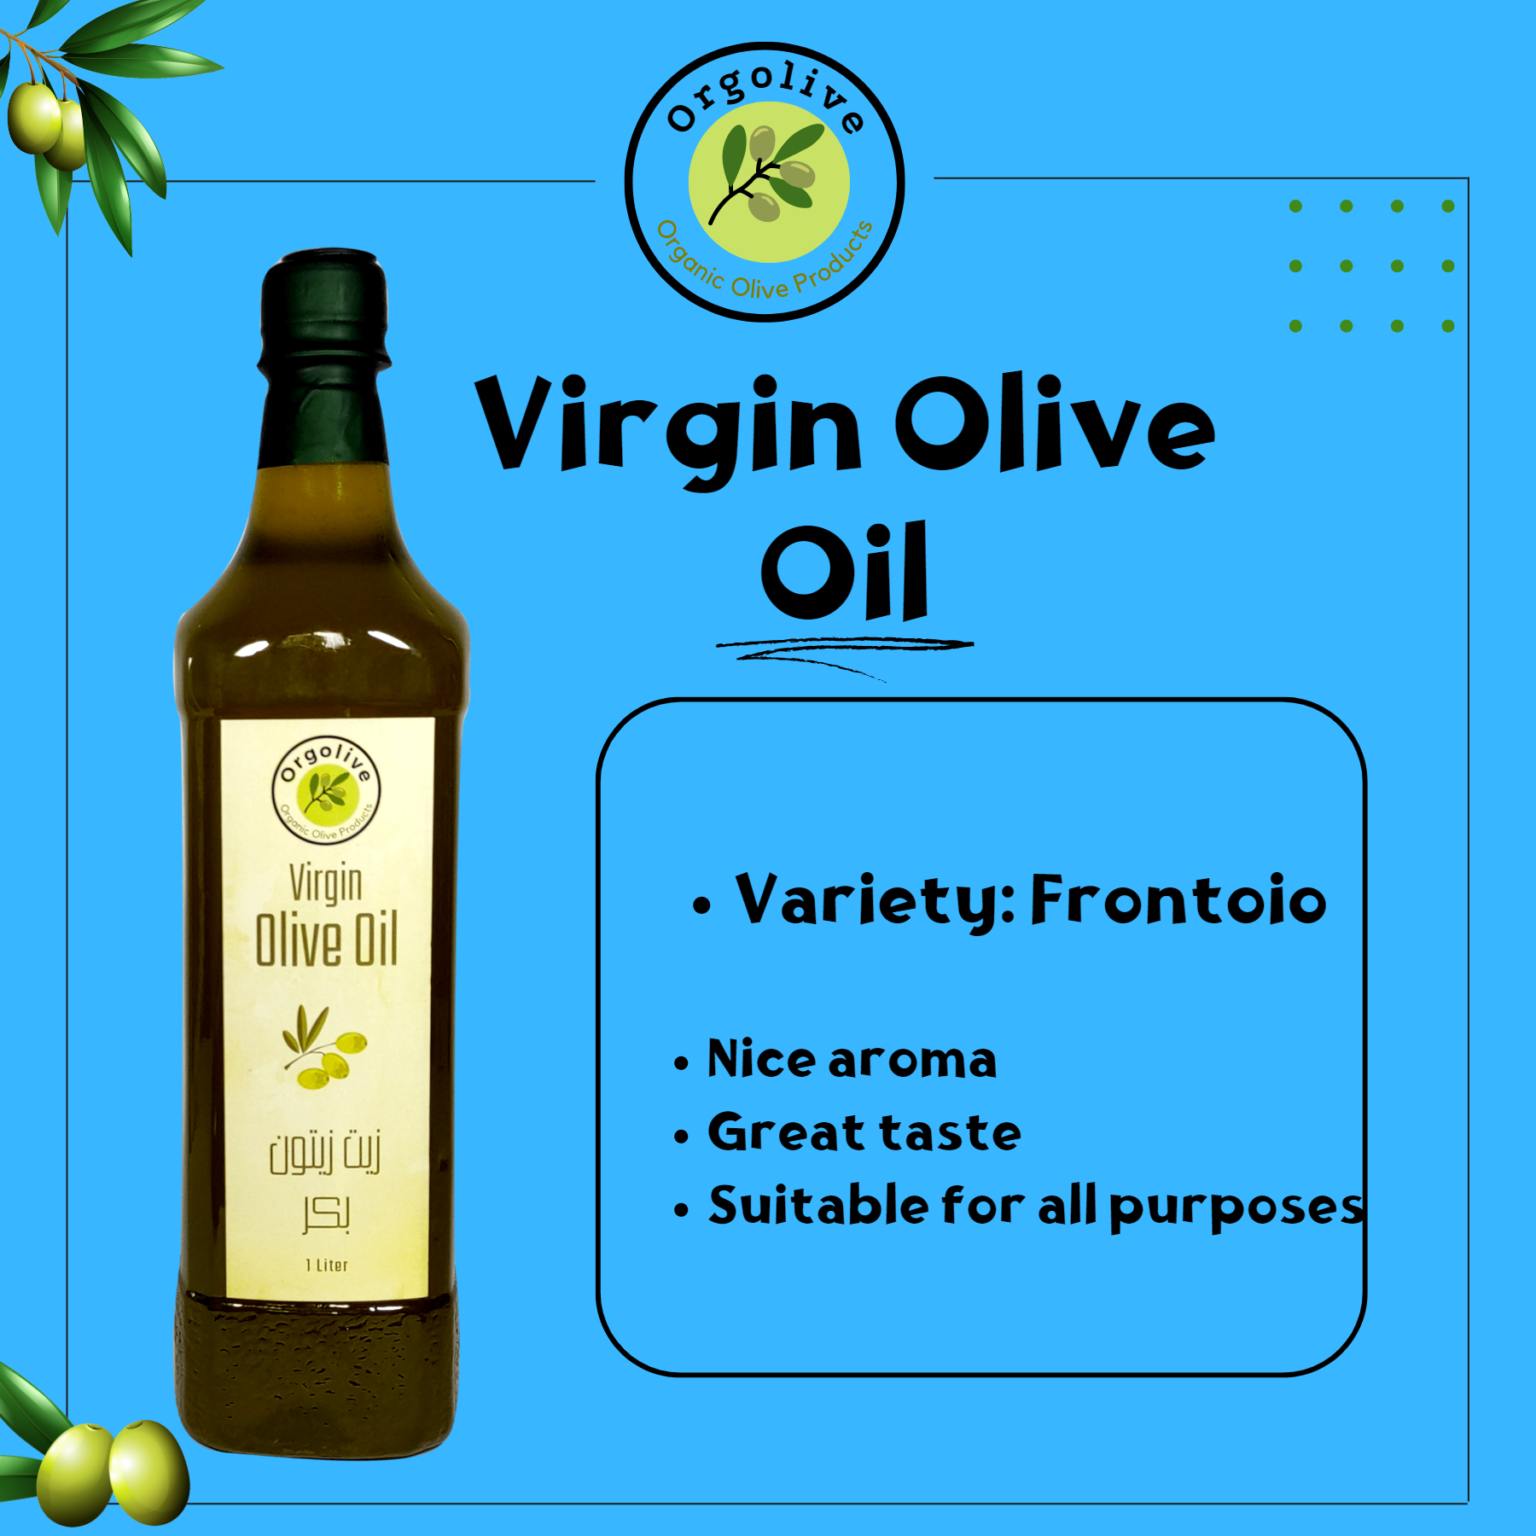 Orgolive
Organic Olive Products
Virgin Olive
Oil
• Variety: Frontoio
• Nice aroma
• Great taste
• Suitable for all purposes
Orgolive
Organic Olive Products
Virgin
Olive Oil
زيت زيتون
بكر
1 Liter